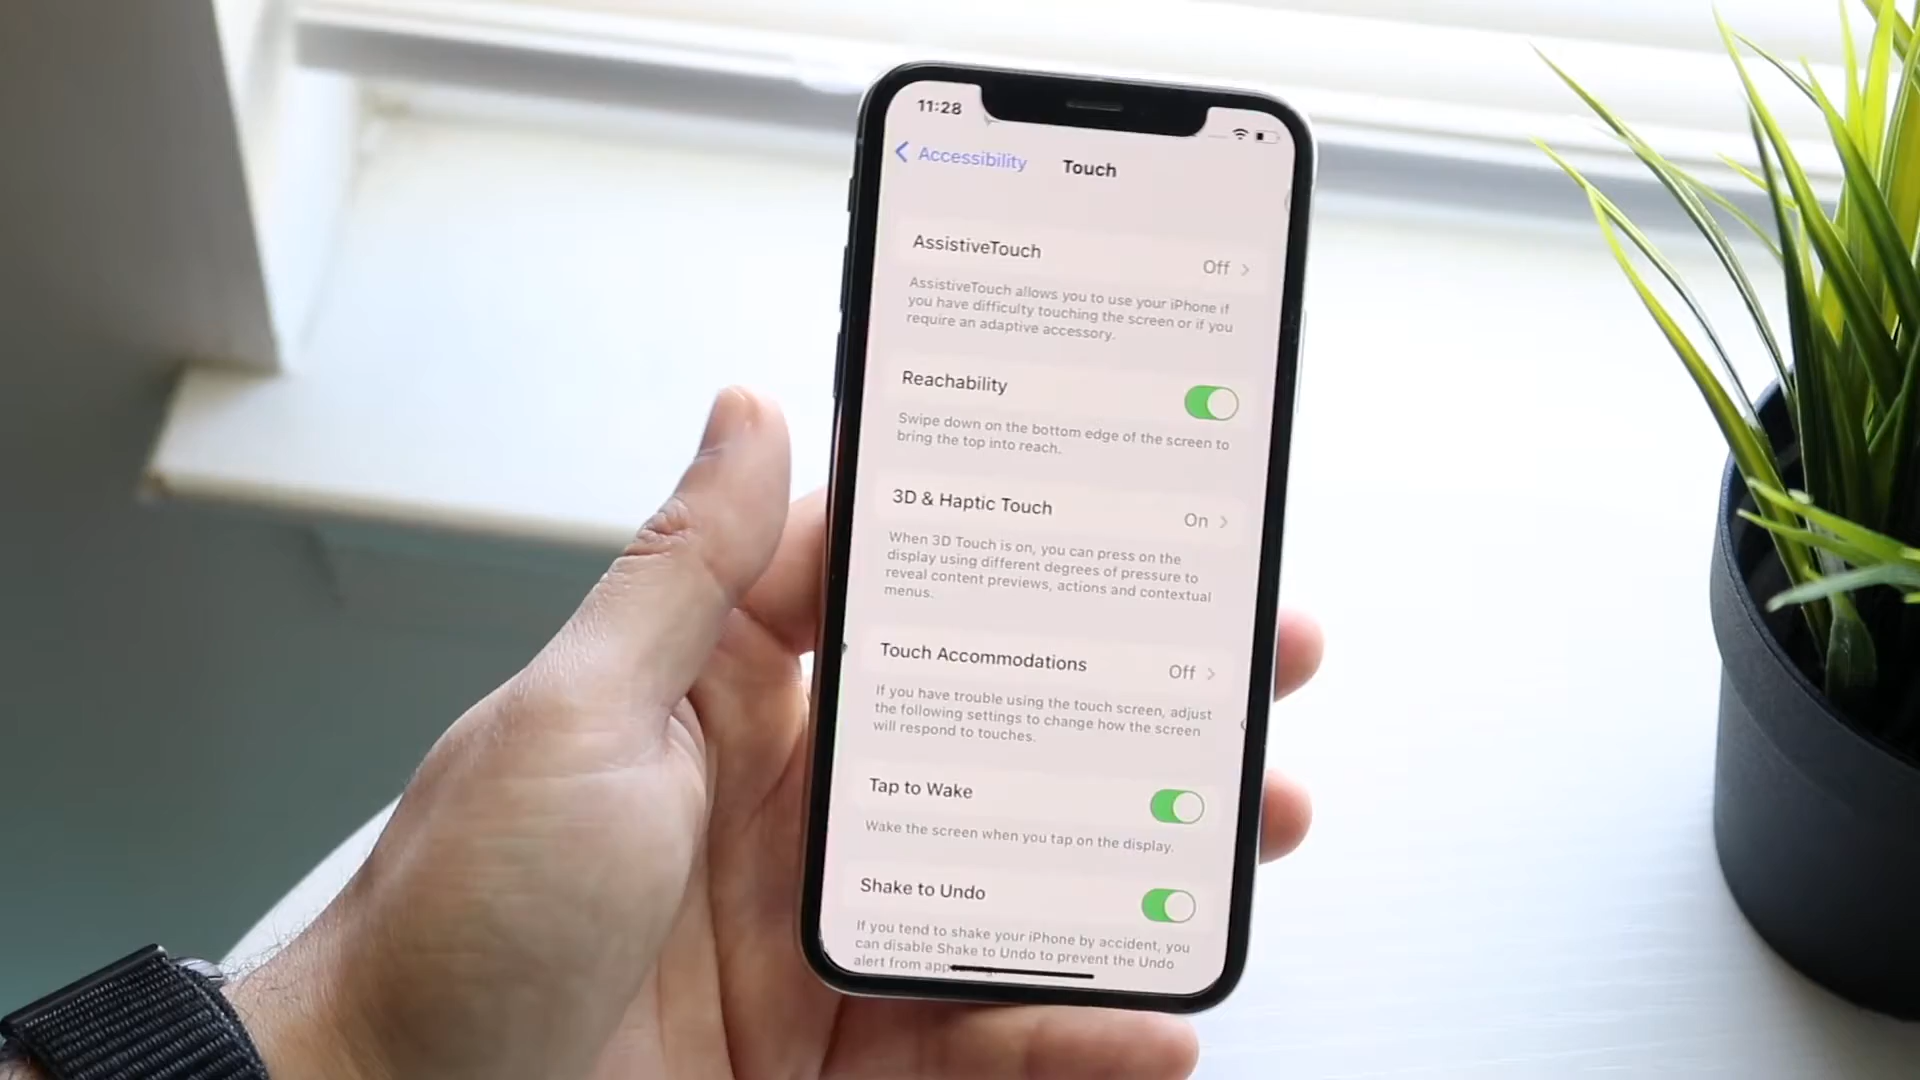 11:28
Accessibility
Touch
AssistiveTouch
Off
AssistiveTouch allows you to use your iPhone if
you have difficulty touching the screen or if you
require an adaptive accessory.
Reachability
Swipe down on the bottom edge of the screen to
bring the top into reach.
3D & Haptic Touch
On
When 3D Touch is on, you can press on the
display using different degrees of pressure to
reveal content previews, actions and contextual
menus.
Touch Accommodations
Off
If you have trouble using the touch screen, adjust
the following settings to change how the screen
will respond to touches.
Tap to Wake
Wake the screen when you tap on the display.
Shake to Undo
If you tend to shake your iPhone by accident, you
can disable Shake to Undo to prevent the Undo
alert from appearing.